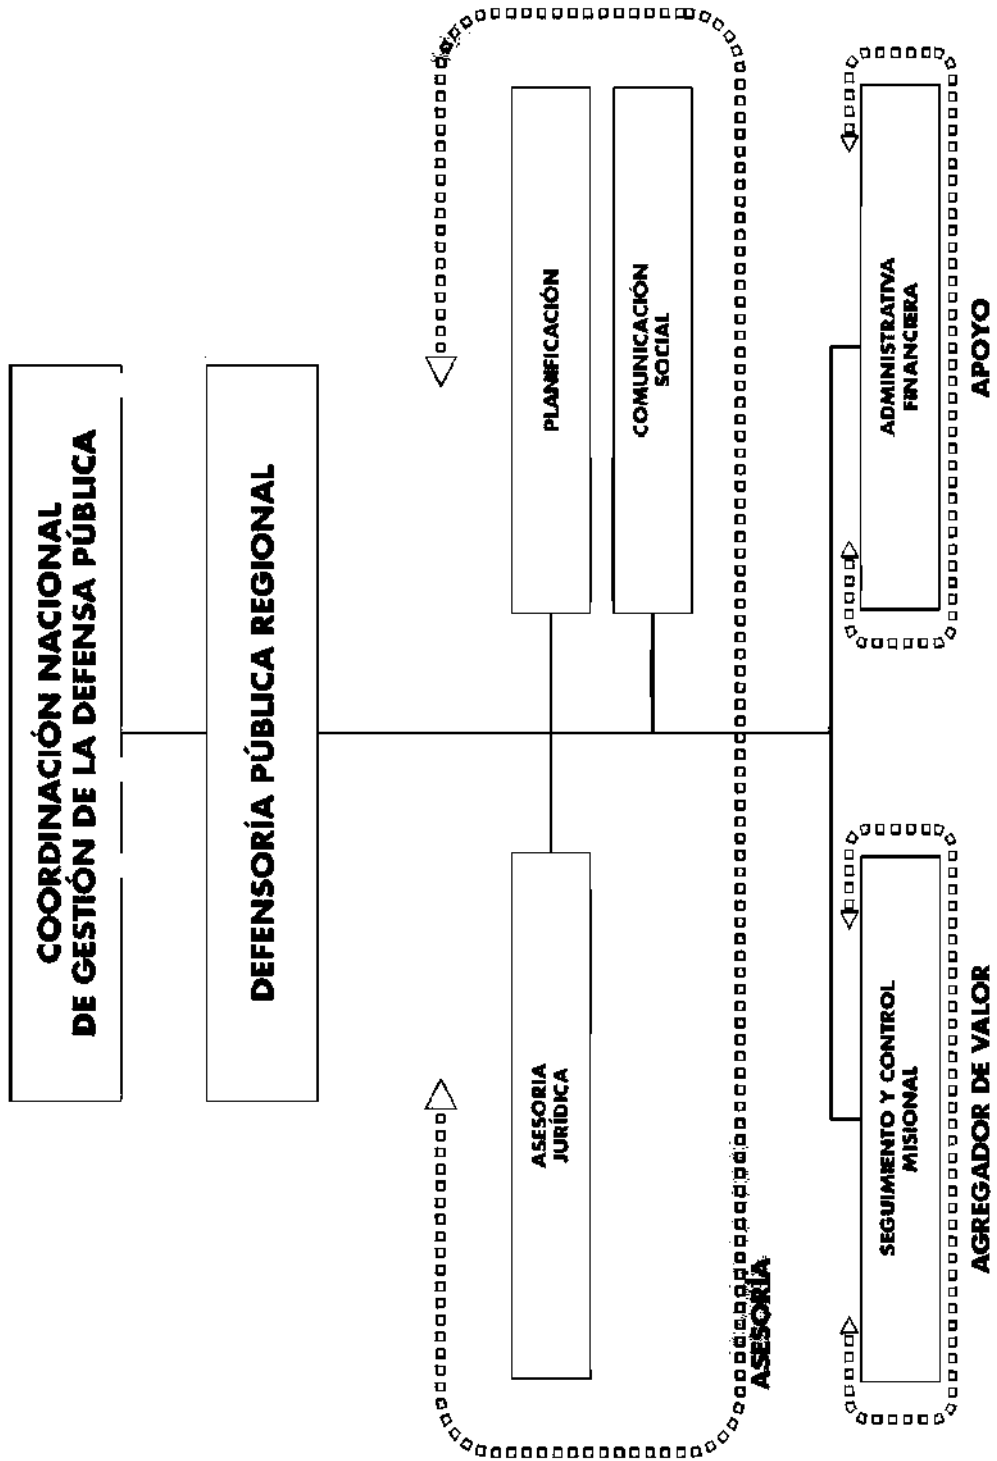 COORDINACIÓN NACIONAL
DE GESTIÓN DE LA DEFENSA PÚBLICA
DEFENSORÍA PÚBLICA REGIONAL
ASESORIA
JURÍDICA
PLANIFICACIÓN
COMUNICACIÓN
SOCIAL
ASESORÍA
SEGUIMIENTO Y CONTROL
MISIONAL
ADMINISTRATIVA
FINANCIERA
AGREGADOR DE VALOR
APOYO